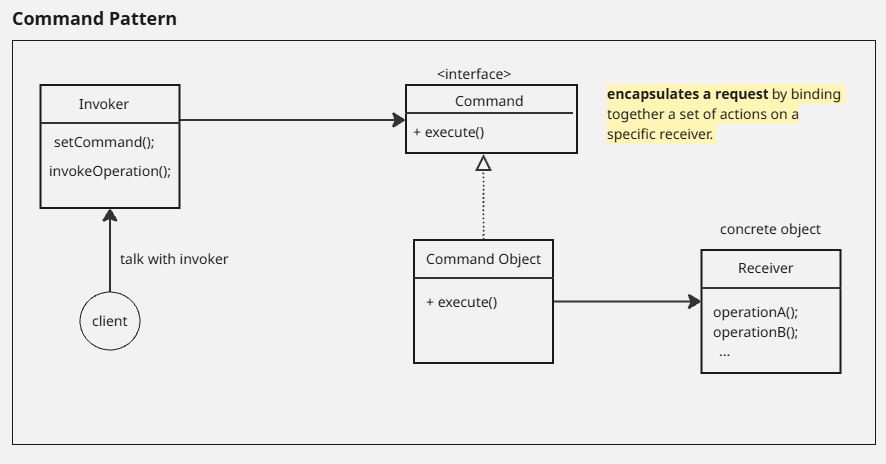 Command Pattern
<interface>
Invoker
Command
encapsulates a request by binding
together a set of actions on a
specific receiver.
setCommand();
+ execute()
invokeOperation();
concrete object
talk with invoker
Command Object
Receiver
+ execute()
operationA();
client
operationB();
...